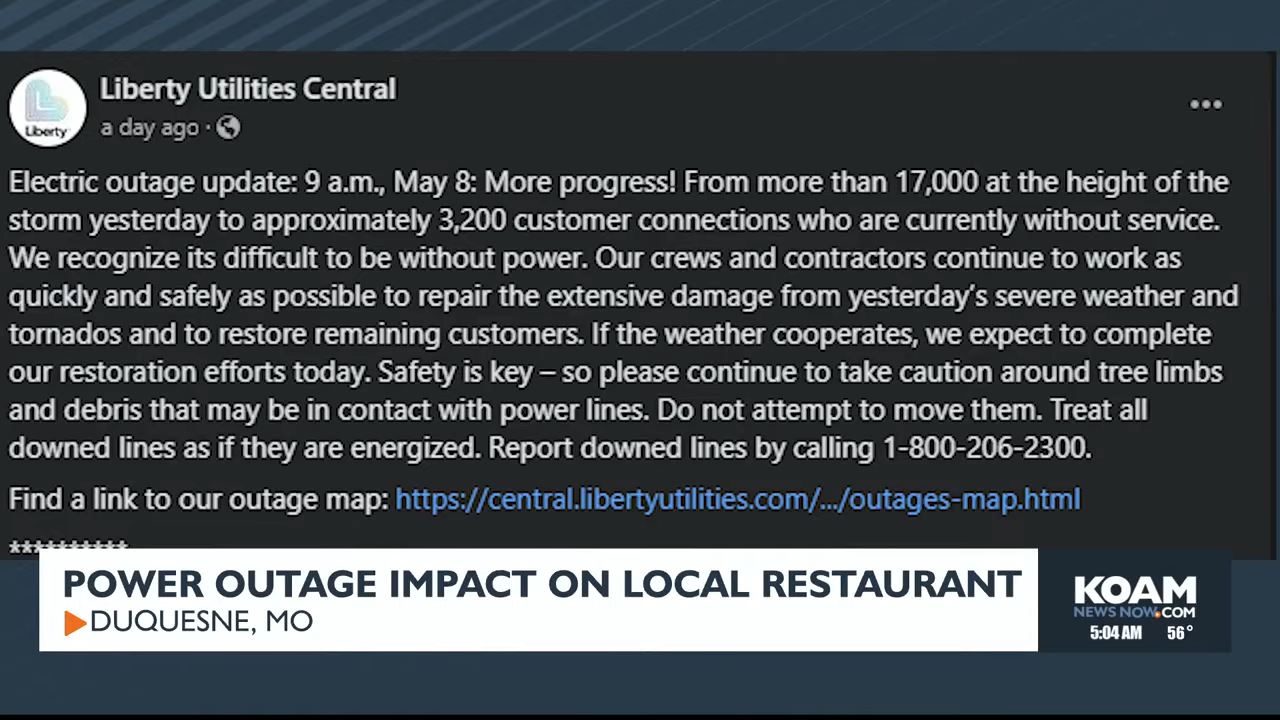 Liberty Utilities Central
Liberty
a day ago ·
Electric outage update: 9 a.m., May 8: More progress! From more than 17,000 at the height of the
storm yesterday to approximately 3,200 customer connections who are currently without service.
We recognize its difficult to be without power. Our crews and contractors continue to work as
quickly and safely as possible to repair the extensive damage from yesterday's severe weather and
tornados and to restore remaining customers. If the weather cooperates, we expect to complete
our restoration efforts today. Safety is key – so please continue to take caution around tree limbs
and debris that may be in contact with power lines. Do not attempt to move them. Treat all
downed lines as if they are energized. Report downed lines by calling 1-800-206-2300.
Find a link to our outage map: https://central.libertyutilities.com/.../outages-map.html
**********
POWER OUTAGE IMPACT ON LOCAL RESTAURANT
DUQUESNE, MO
KOAM
NEWS NOW.COM
5:04 AM 56°